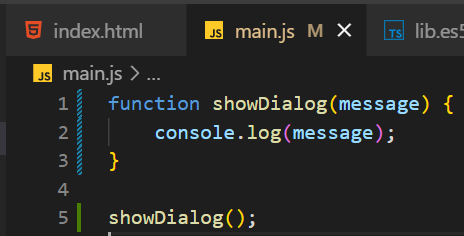 index.html JS main.js M lib.es5
JS main.js > ...
1 function showDialog(message) {
2     console.log(message);
3 }
4
5 showDialog();